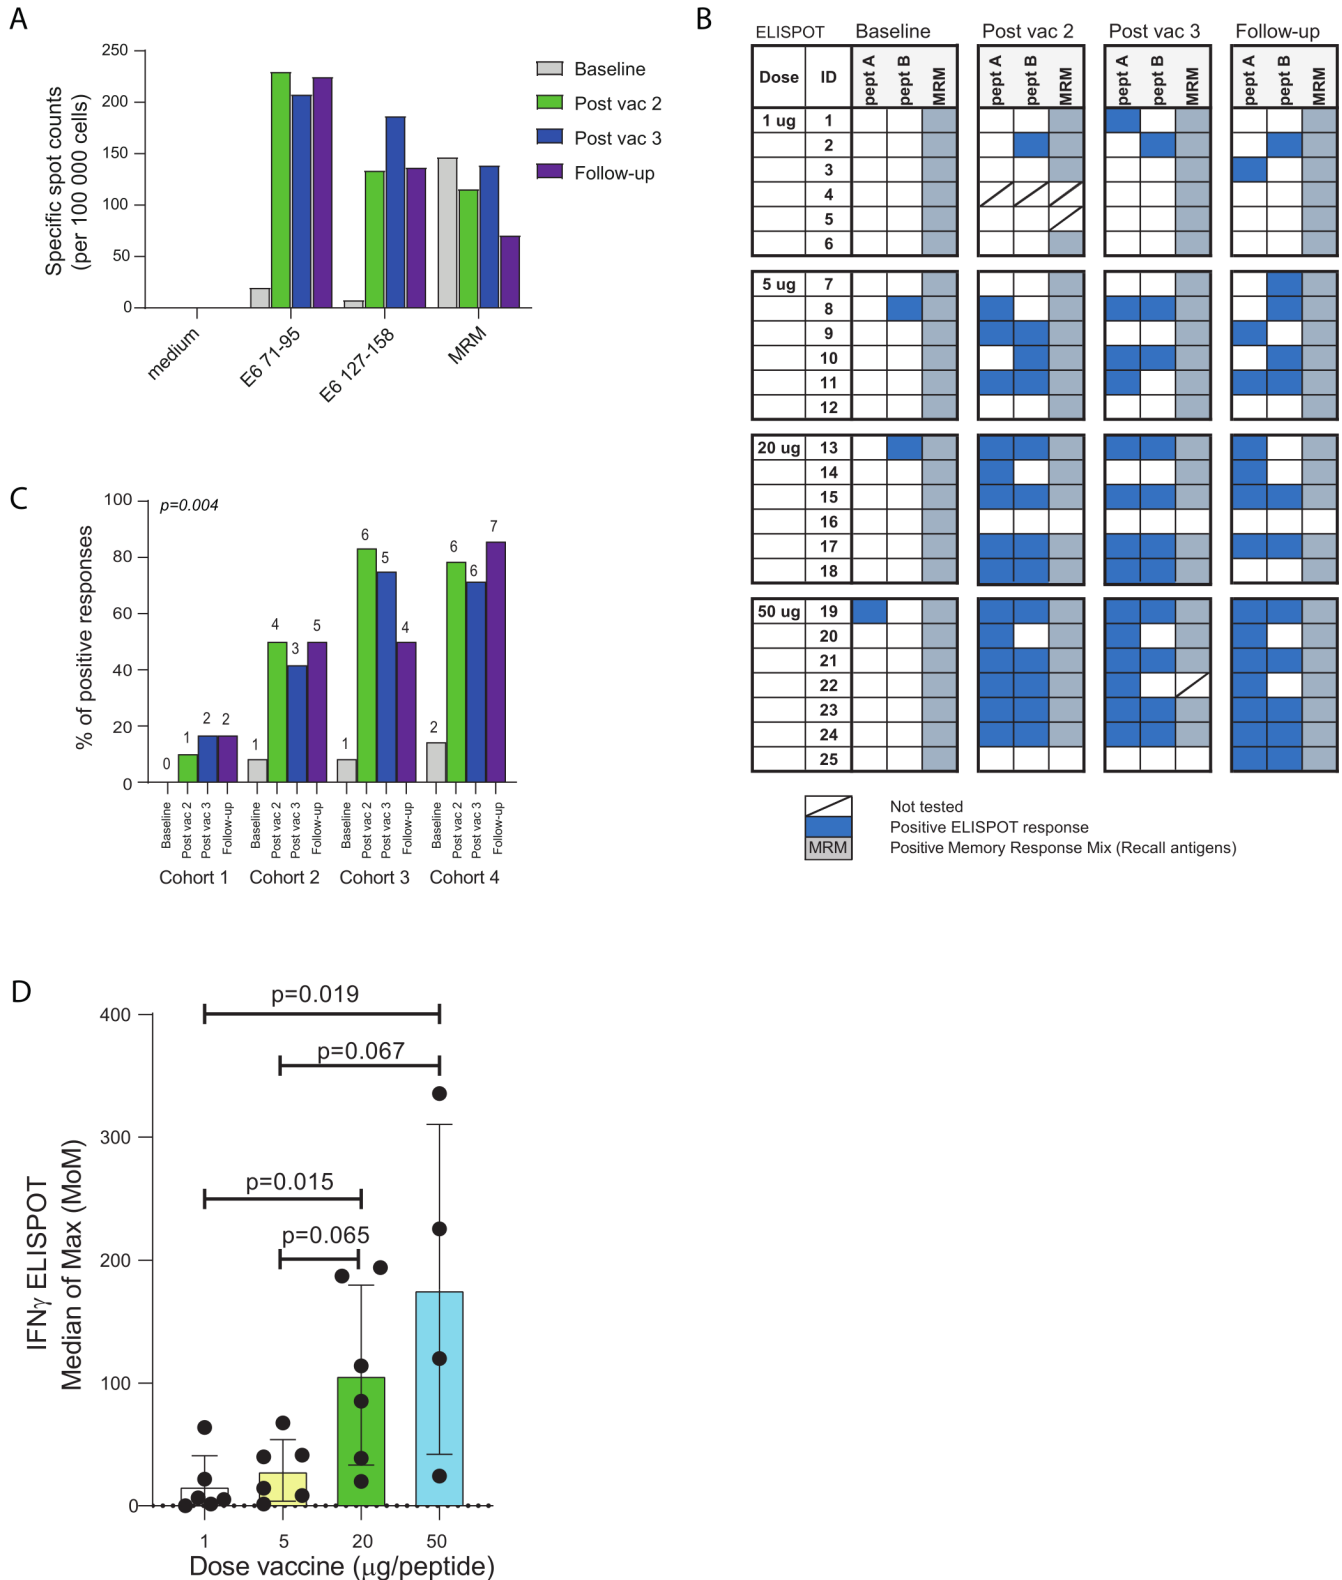 A
250
200
150
100
50
0
Specific spot counts
(per 100 000 cells)
Baseline
Post vac 2
Post vac 3
Follow-up
medium
E6 71-95
E6 127-158
MRM
B
ELISPOT Baseline Post vac 2 Post vac 3 Follow-up
Dose ID pept A pept B MRM pept A pept B MRM pept A pept B MRM pept A pept B MRM
1 ug 1
2
3
4
5
6
5 ug 7
8
9
10
11
12
20 ug 13
14
15
16
17
18
50 ug 19
20
21
22
23
24
25
Not tested
Positive ELISPOT response
MRM Positive Memory Response Mix (Recall antigens)
C
p=0.004
100
80
60
40
20
0
% of positive responses
0 1 2 2 1 4 3 5 1 6 5 4 2 6 6 7
Baseline Post vac 2 Post vac 3 Follow-up Baseline Post vac 2 Post vac 3 Follow-up Baseline Post vac 2 Post vac 3 Follow-up Baseline Post vac 2 Post vac 3 Follow-up
Cohort 1 Cohort 2 Cohort 3 Cohort 4
D
400
300
200
100
0
IFNγ ELISPOT
Median of Max (MoM)
p=0.019
p=0.067
p=0.015
p=0.065
1 5 20 50
Dose vaccine (μg/peptide)